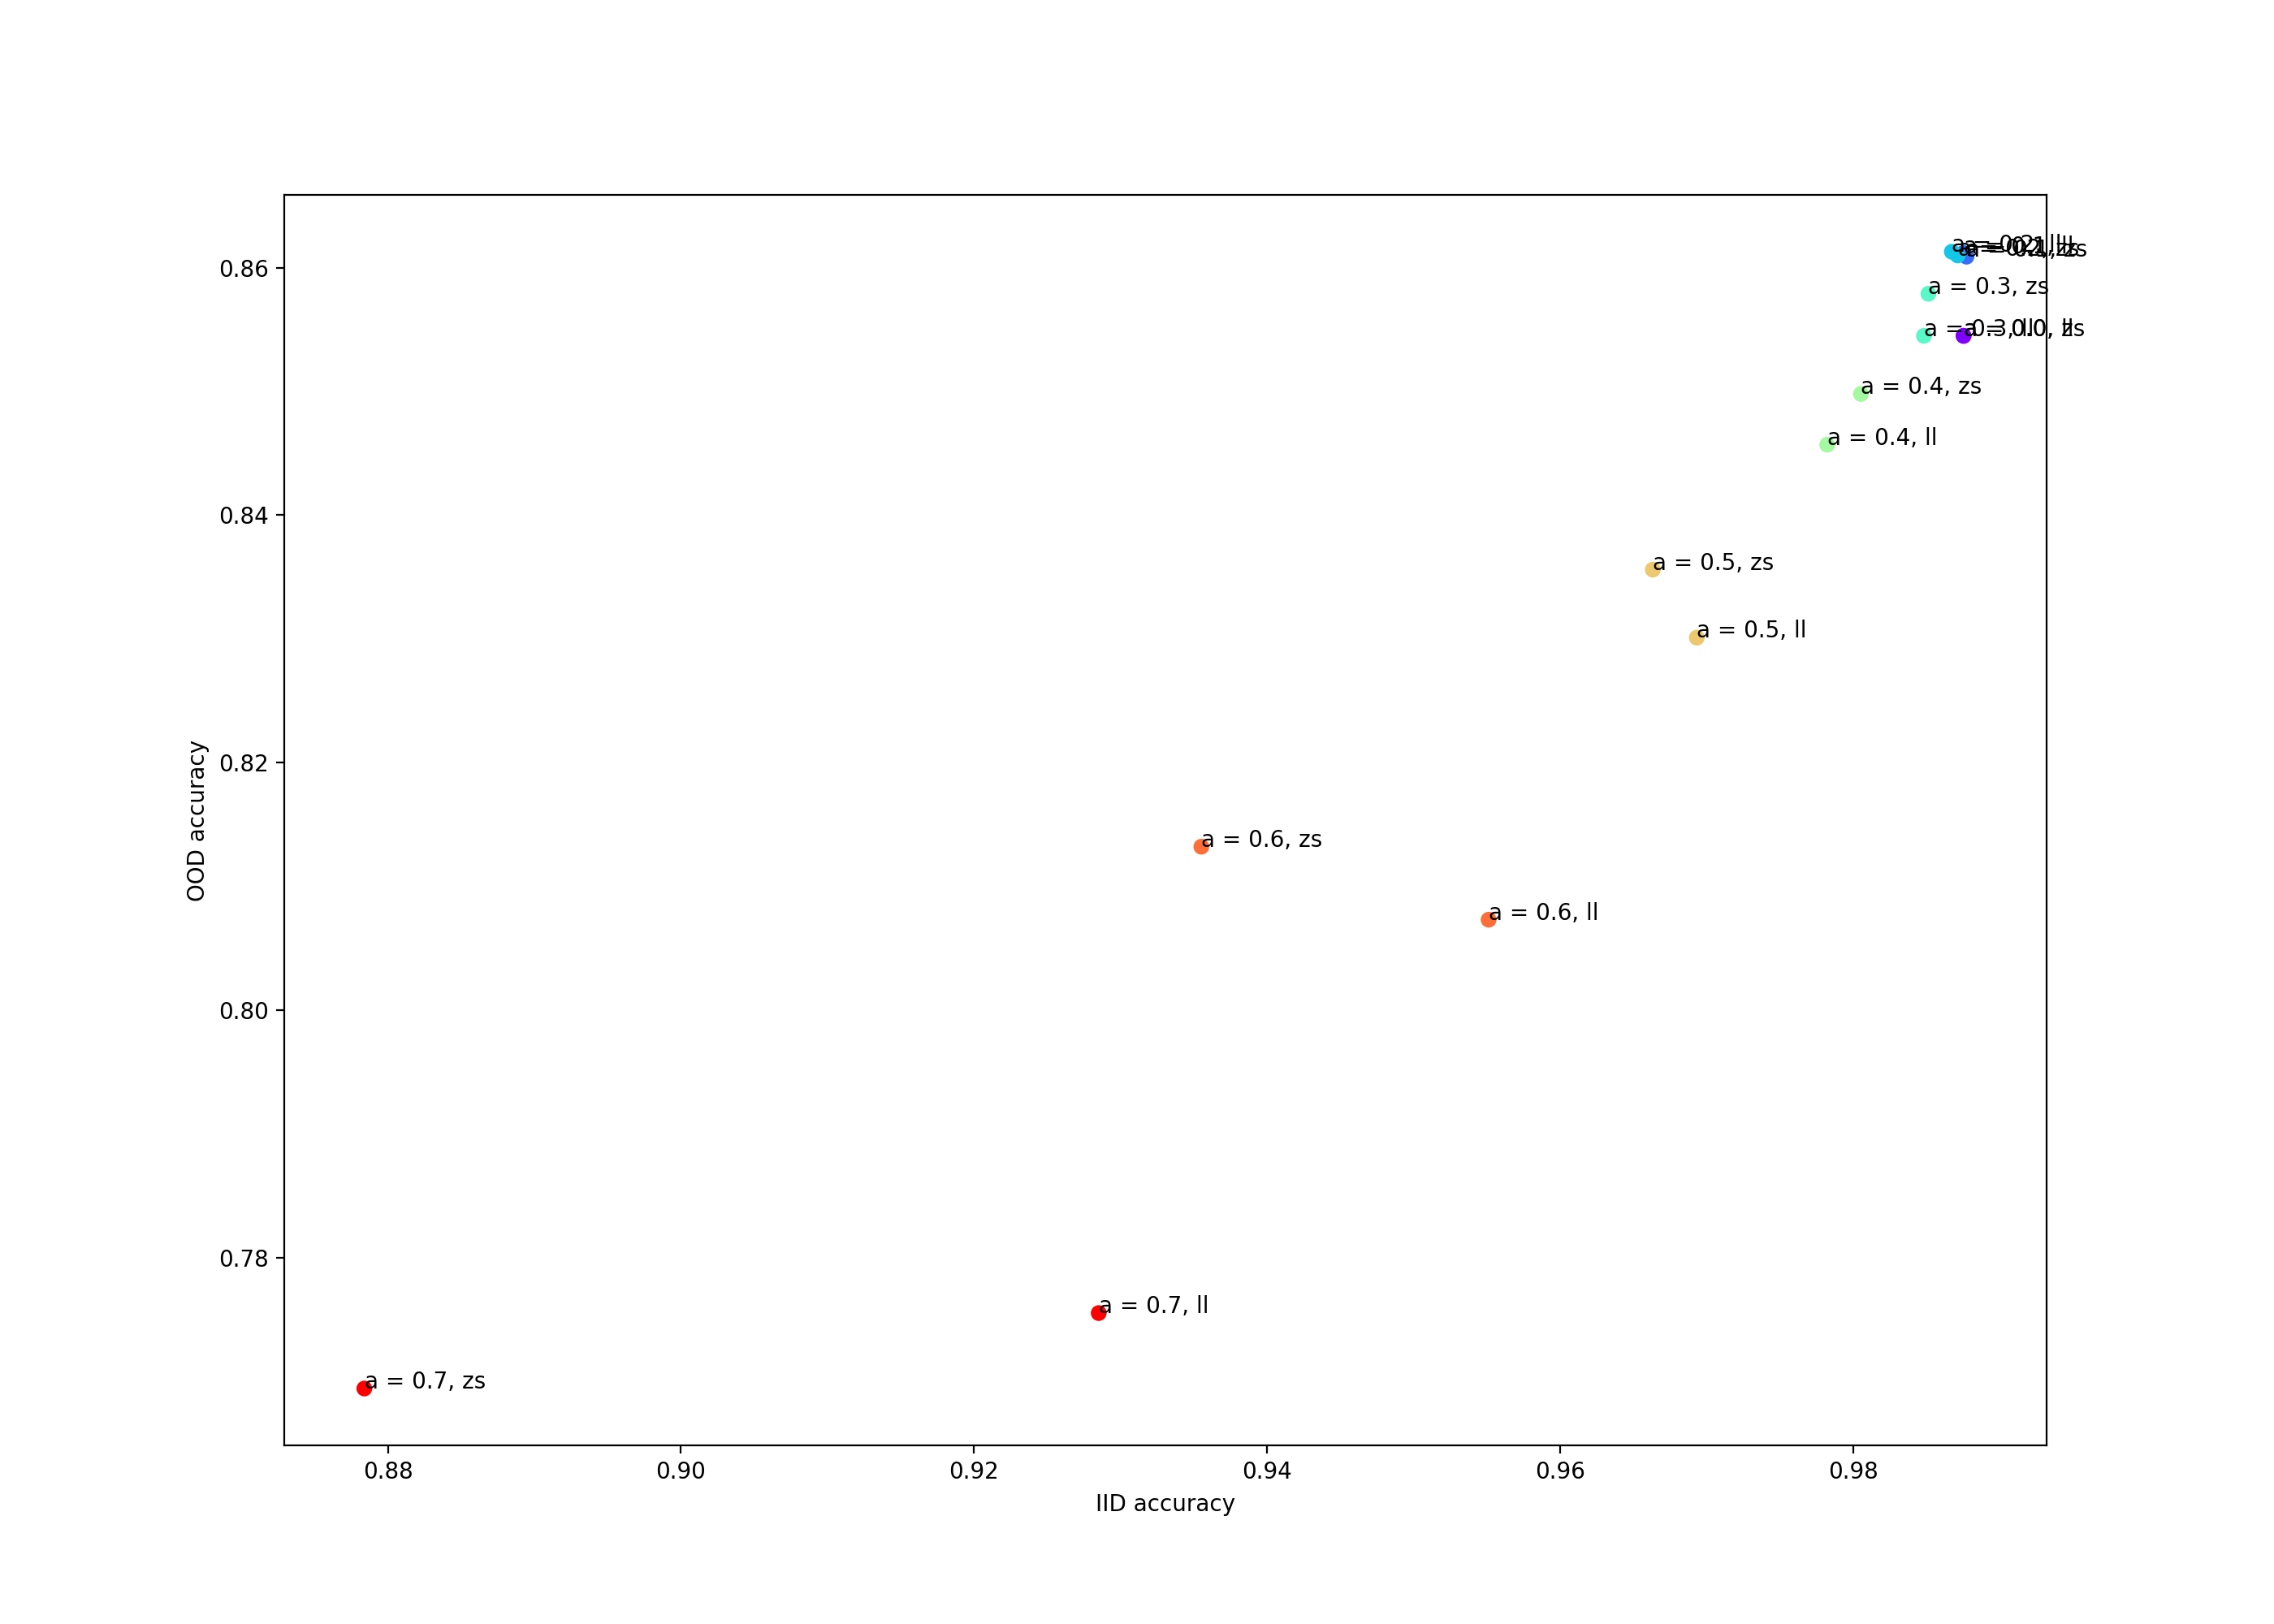 0.86
0.84
0.82
0.80
0.78
OOD accuracy
a = 0.3, zs
a = 0.4, zs
a = 0.4, ll
a = 0.5, zs
a = 0.5, ll
a = 0.6, zs
a = 0.6, ll
a = 0.7, ll
a = 0.7, zs
0.88 0.90 0.92 0.94 0.96 0.98
IID accuracy